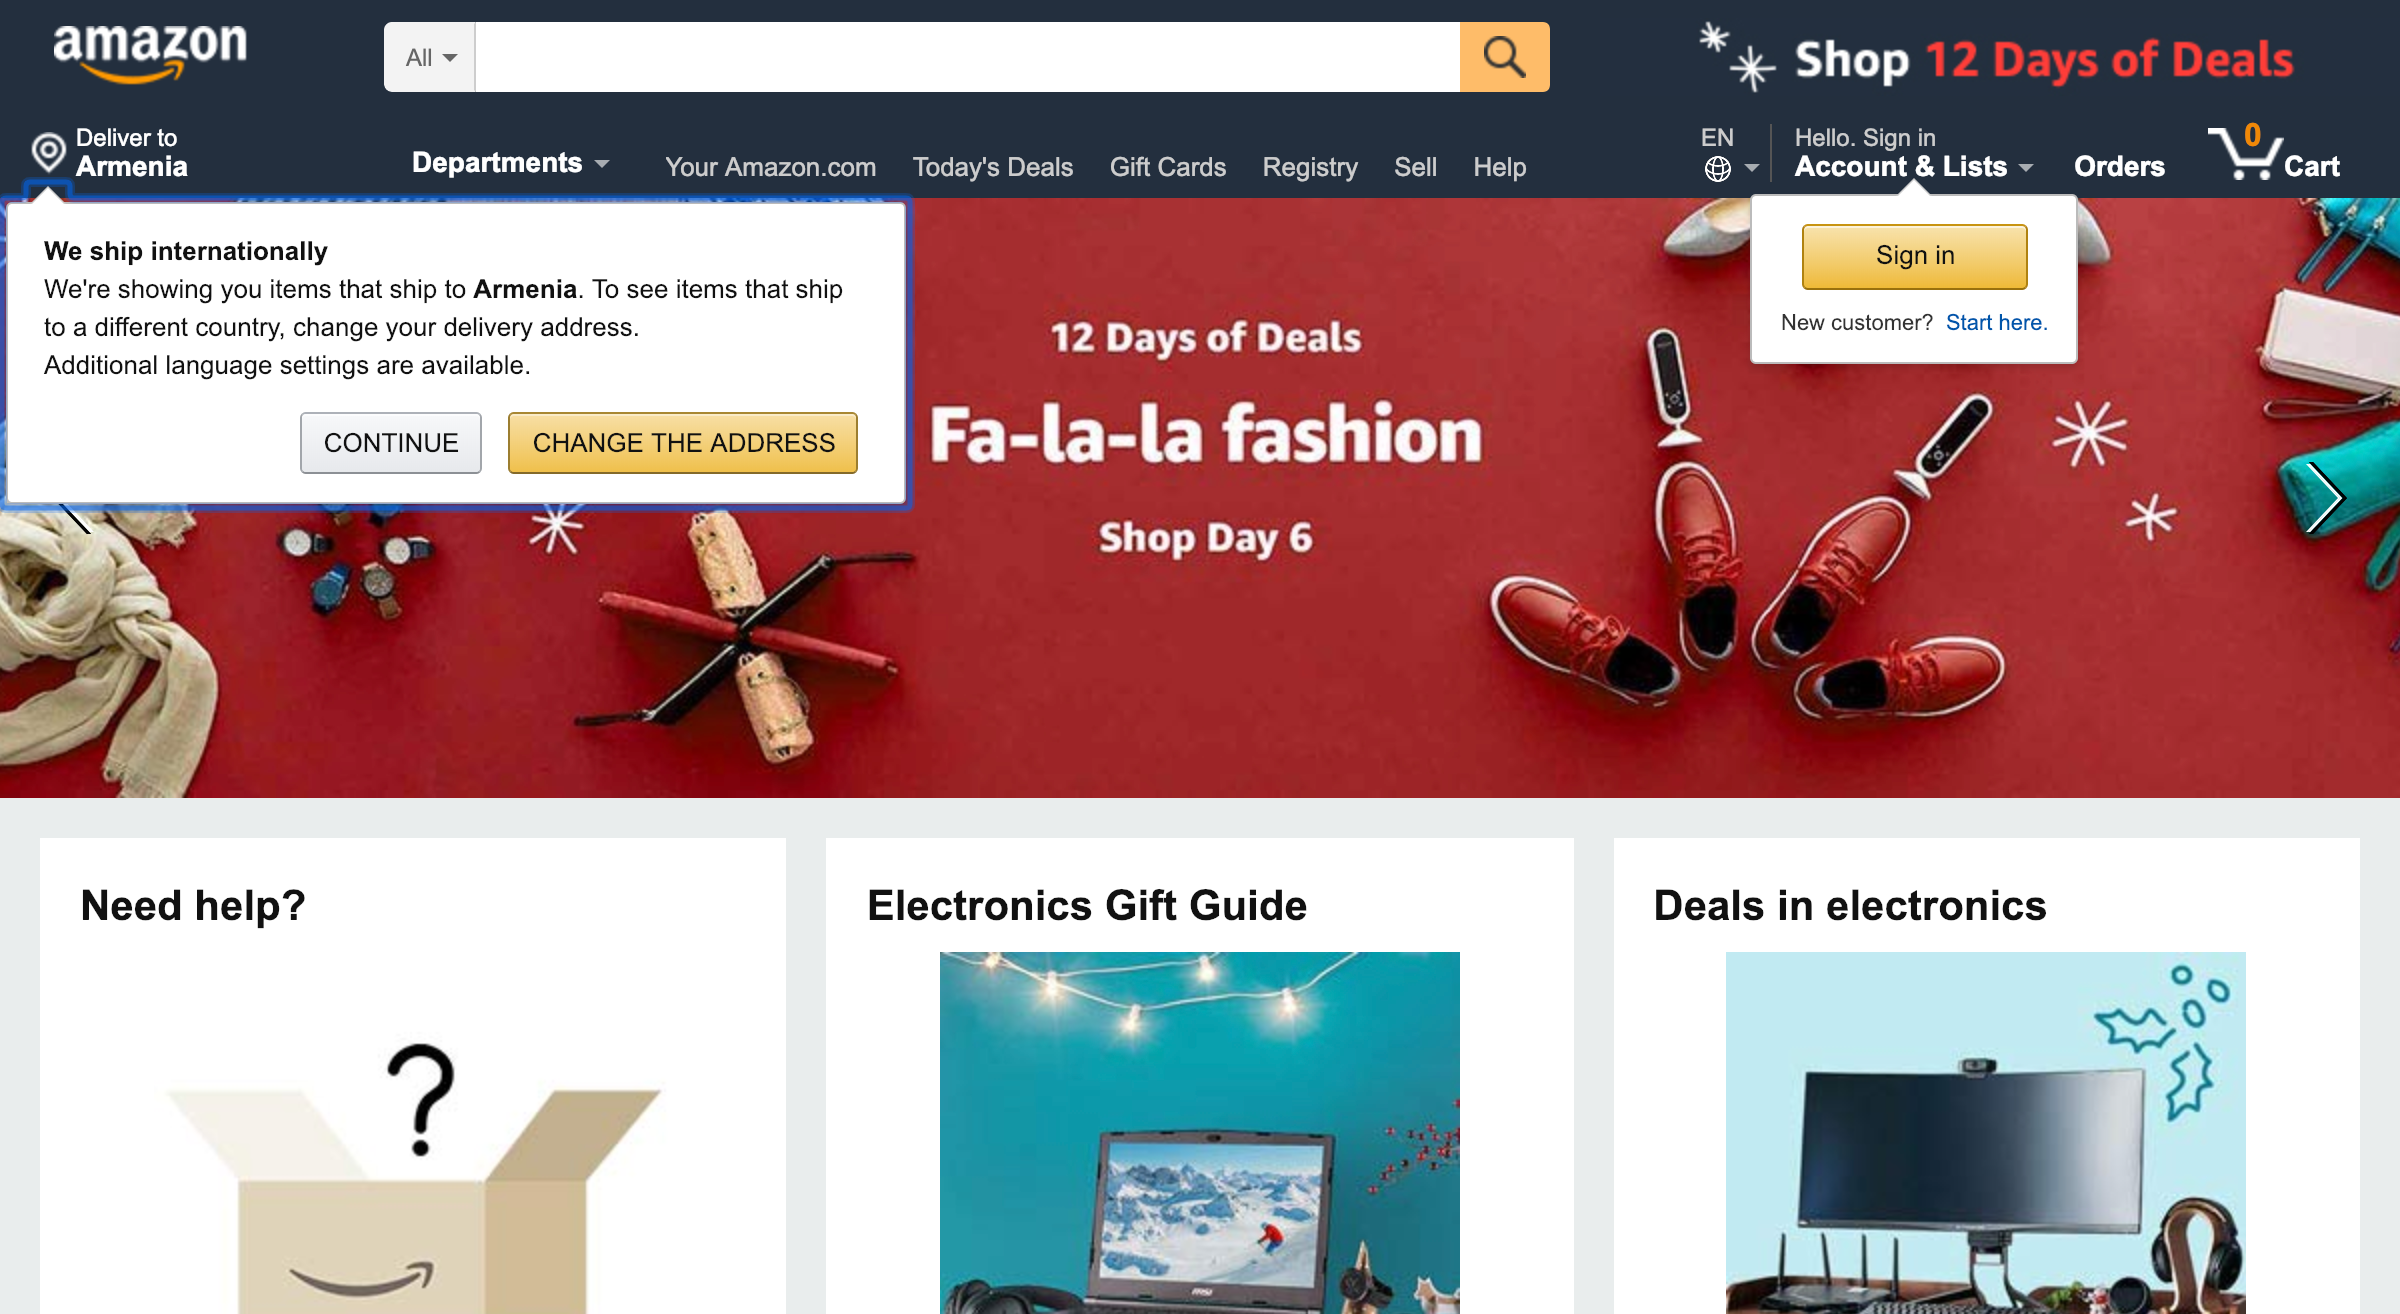 amazon
All
Shop 12 Days of Deals
Deliver to
Armenia
Departments
Your Amazon.com
Today's Deals
Gift Cards
Registry
Sell
Help
EN
Hello. Sign in
Account & Lists
Orders
0
Cart
We ship internationally
We're showing you items that ship to Armenia. To see items that ship
to a different country, change your delivery address.
Additional language settings are available.
CONTINUE
CHANGE THE ADDRESS
Sign in
New customer? Start here.
12 Days of Deals
Fa-la-la fashion
Shop Day 6
Need help?
Electronics Gift Guide
Deals in electronics
?
msi